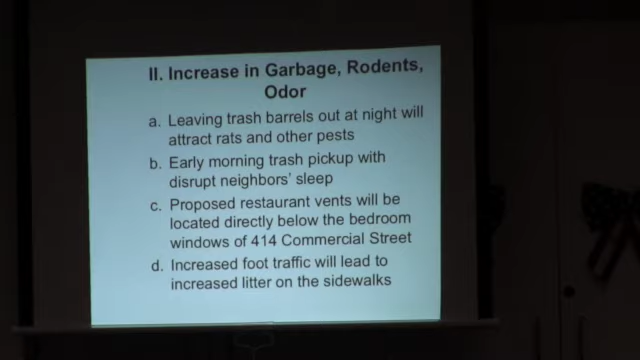 II. Increase in Garbage, Rodents,
Odor
a. Leaving trash barrels out at night will
attract rats and other pests
b. Early morning trash pickup with
disrupt neighbors' sleep
c. Proposed restaurant vents will be
located directly below the bedroom
windows of 414 Commercial Street
d. Increased foot traffic will lead to
increased litter on the sidewalks